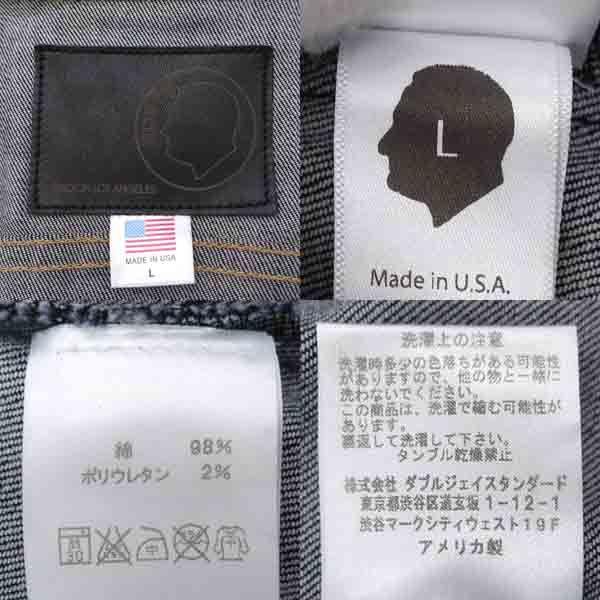 MADE IN USA
L
L
Made in U.S.A.
綿 98%
ポリウレタン 2%
洗濯上の注意
洗濯時多少の色落ちがある可能性
がありますので、他の物と一緒に
洗わないでください。
この商品は、洗濯で縮む可能性が
あります。
裏返して洗濯して下さい。
タンブル乾燥禁止
株式会社 ダブルジェイスタンダード
東京都渋谷区道玄坂1-12-1
渋谷マークシティウェスト19F
アメリカ製